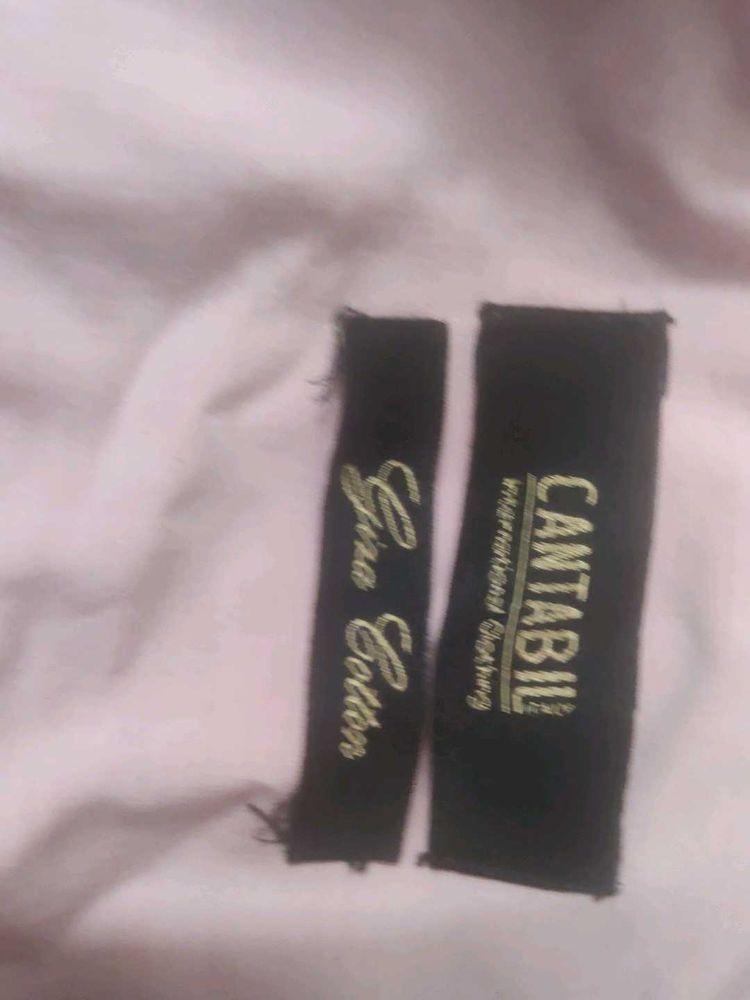 CANTABIL
International Clothing
Giza Cotton